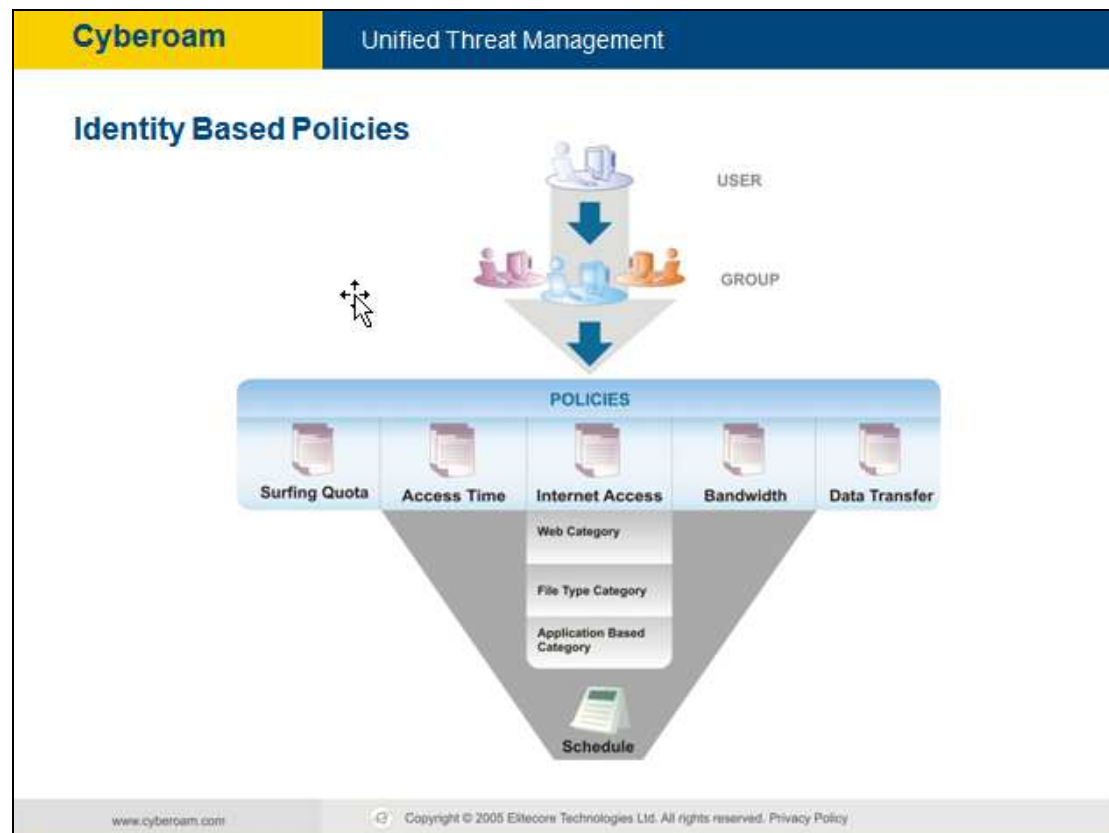 Cyberoam
Unified Threat Management
Identity Based Policies
USER
GROUP
POLICIES
Surfing Quota
Access Time
Internet Access
Bandwidth
Data Transfer
Web Category
File Type Category
Application Based
Category
Schedule
www.cyberoam.com
Copyright © 2005 Elitecore Technologies Ltd. All rights reserved. Privacy Policy